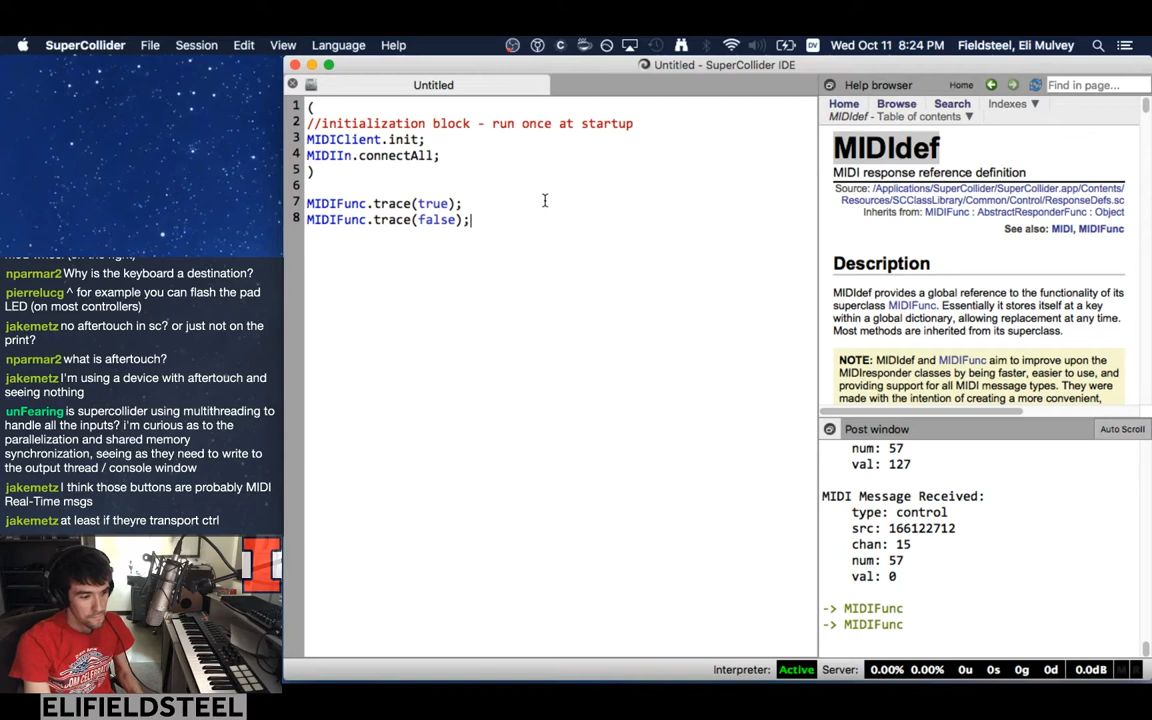 SuperCollider File Session Edit View Language Help
DV Wed Oct 11 8:24 PM Fieldsteel, Eli Mulvey
Untitled - SuperCollider IDE
Untitled
1 (
2 //initialization block - run once at startup
3 MIDIClient.init;
4 MIDIIn.connectAll;
5 )
6
7 MIDIFunc.trace(true);
8 MIDIFunc.trace(false);
Help browser Home Find in page...
Home Browse Search Indexes ▼
MIDIdef - Table of contents ▼
MIDIdef
MIDI response reference definition
Source: /Applications/SuperCollider/SuperCollider.app/Contents/
Resources/SCClassLibrary/Common/Control/ResponseDefs.sc
Inherits from: MIDIFunc : AbstractResponderFunc : Object
See also: MIDI, MIDIFunc
Description
MIDIdef provides a global reference to the functionality of its
superclass MIDIFunc. Essentially it stores itself at a key
within a global dictionary, allowing replacement at any time.
Most methods are inherited from its superclass.
NOTE: MIDIdef and MIDIFunc aim to improve upon the
MIDIresponder classes by being faster, easier to use, and
providing support for all MIDI message types. They were
made with the intention of creating a more convenient,
Post window Auto Scroll
num: 57
val: 127
MIDI Message Received:
type: control
src: 166122712
chan: 15
num: 57
val: 0
-> MIDIFunc
-> MIDIFunc
Interpreter: Active Server: 0.00% 0.00% 0u 0s 0g 0d 0.0dB M R
nparmar2 Why is the keyboard a destination?
pierrelucg ^ for example you can flash the pad
LED (on most controllers)
jakemetz no aftertouch in sc? or just not on the
print?
nparmar2 what is aftertouch?
jakemetz I'm using a device with aftertouch and
seeing nothing
unFearing is supercollider using multithreading to
handle all the inputs? i'm curious as to the
parallelization and shared memory
synchronization, seeing as they need to write to
the output thread / console window
jakemetz I think those buttons are probably MIDI
Real-Time msgs
jakemetz at least if theyre transport ctrl
ELIFIELDSTEEL